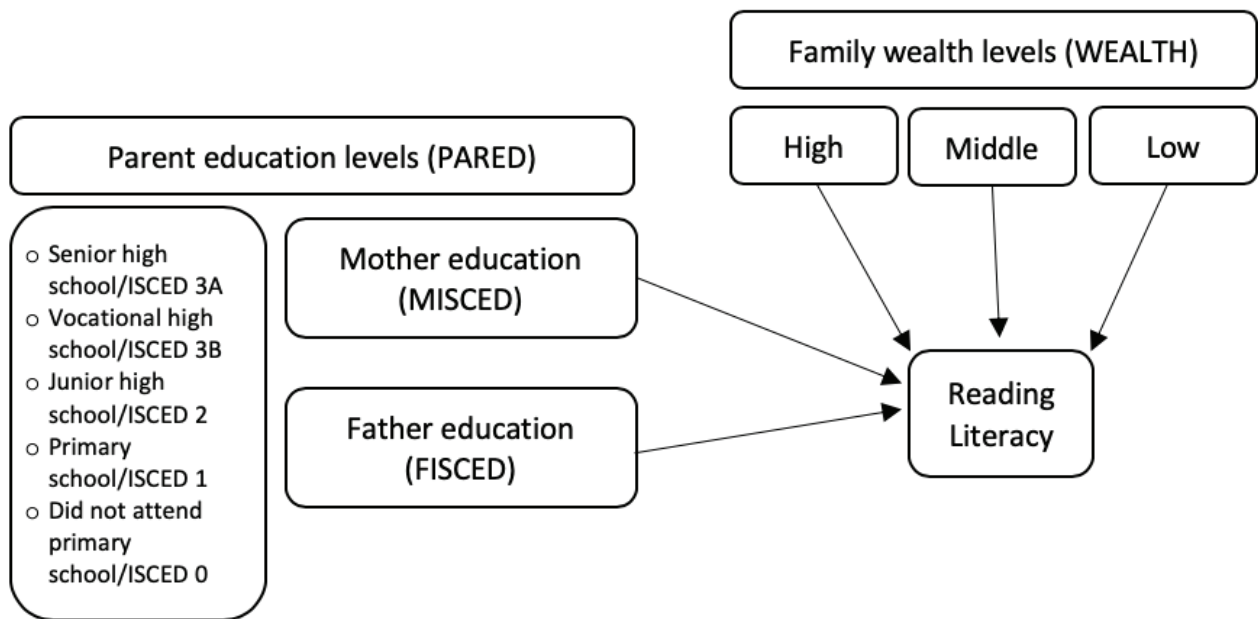 Family wealth levels (WEALTH)
High
Middle
Low
Parent education levels (PARED)
○ Senior high
school/ISCED 3A
○ Vocational high
school/ISCED 3B
○ Junior high
school/ISCED 2
○ Primary
school/ISCED 1
○ Did not attend
primary
school/ISCED 0
Mother education
(MISCED)
Father education
(FISCED)
Reading
Literacy